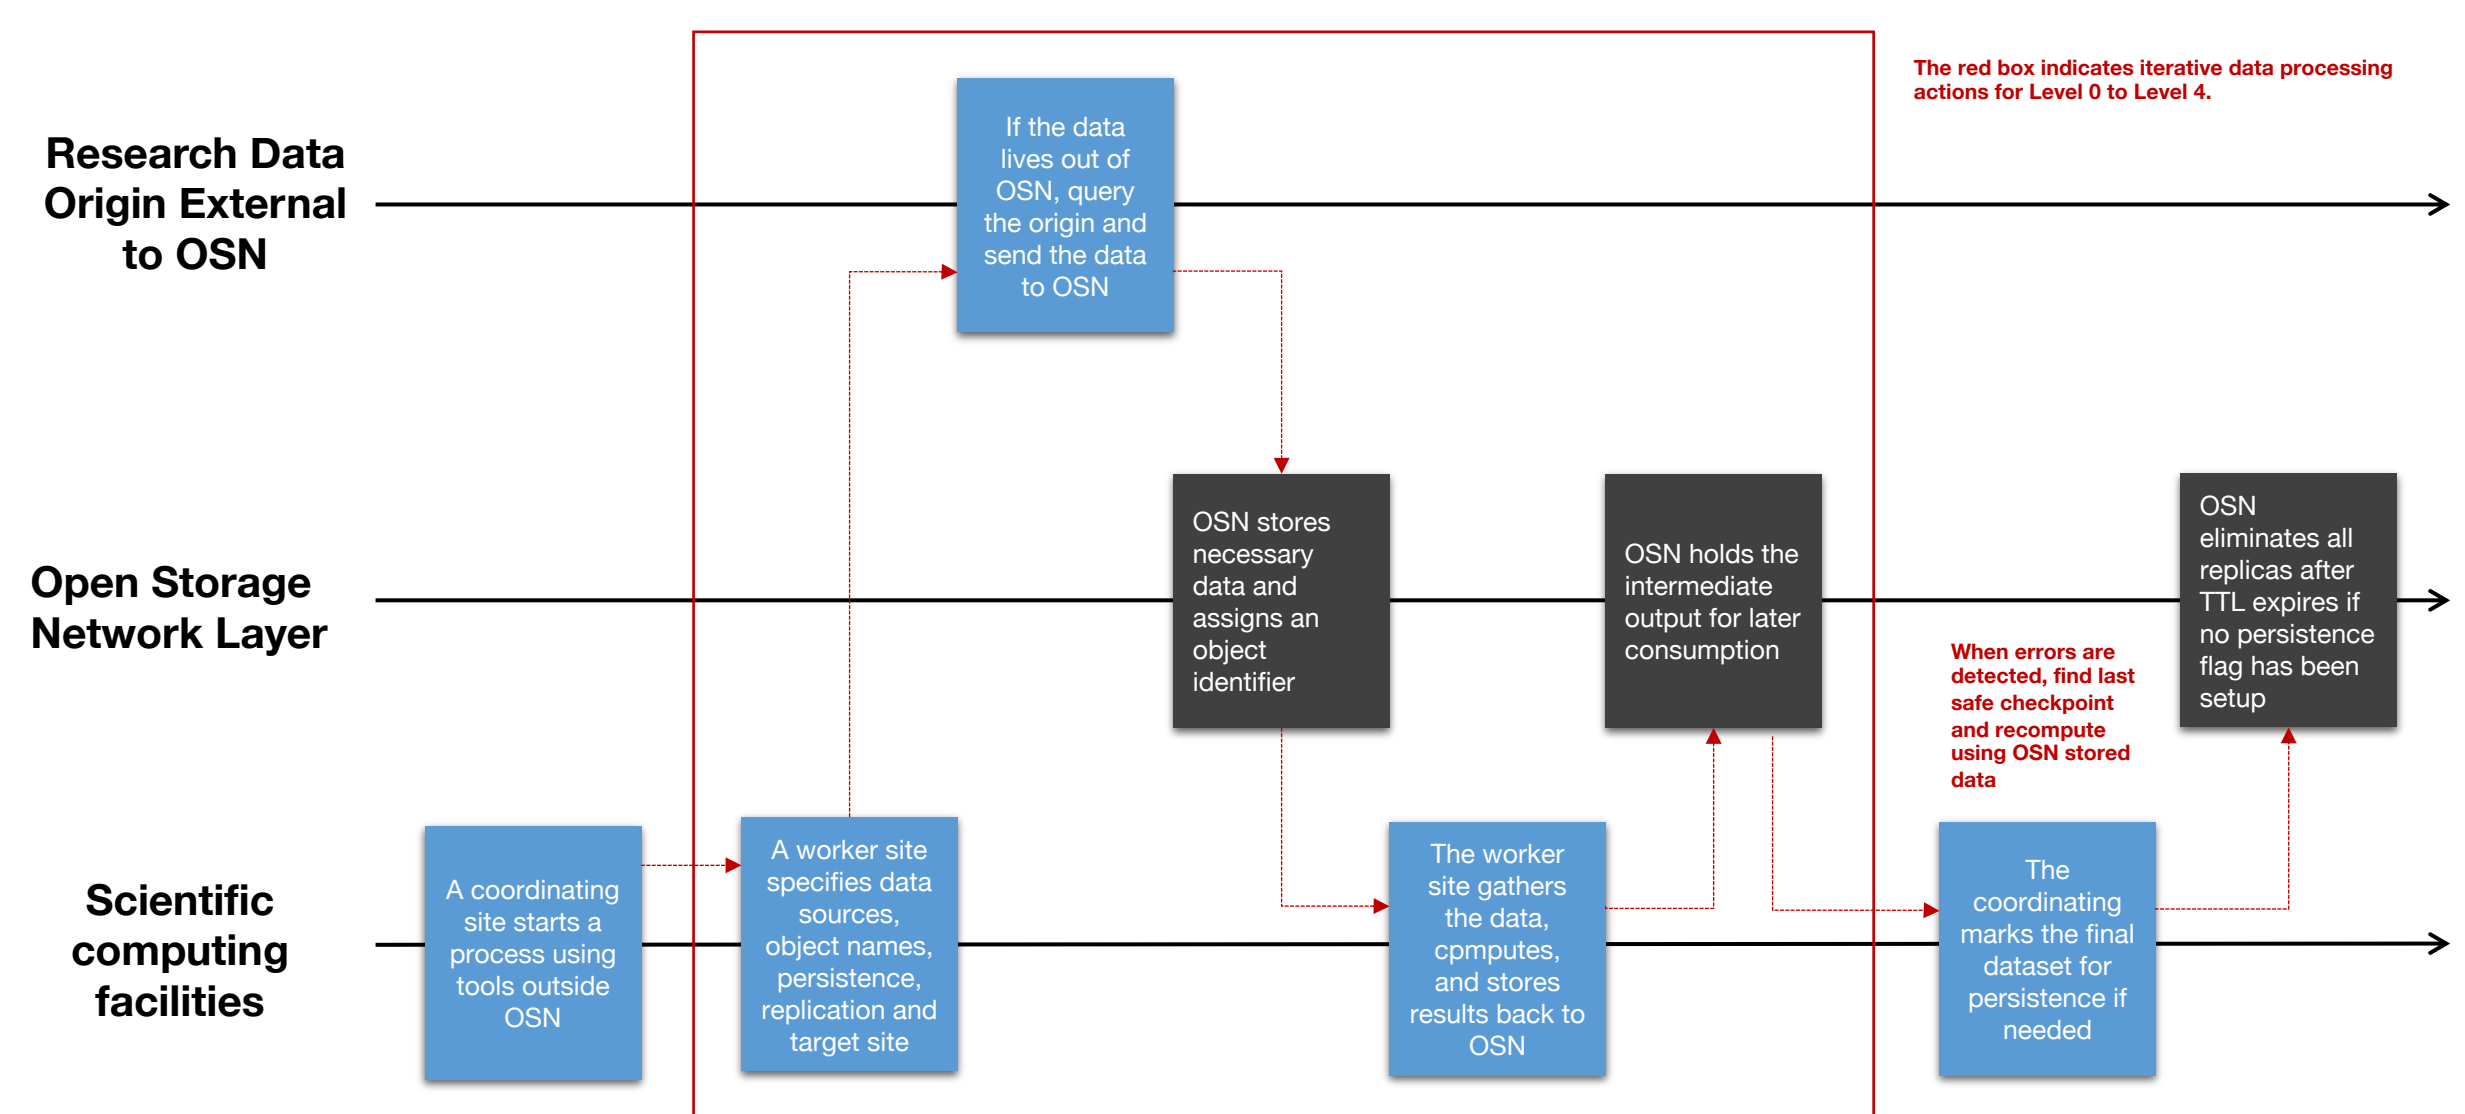 The red box indicates iterative data processing
actions for Level 0 to Level 4.
Research Data
Origin External
to OSN
If the data
lives out of
OSN, query
the origin and
send the data
to OSN
Open Storage
Network Layer
OSN stores
necessary
data and
assigns an
object
identifier
OSN holds the
intermediate
output for later
consumption
OSN
eliminates all
replicas after
TTL expires if
no persistence
flag has been
setup
When errors are
detected, find last
safe checkpoint
and recompute
using OSN stored
data
Scientific
computing
facilities
A coordinating
site starts a
process using
tools outside
OSN
A worker site
specifies data
sources,
object names,
persistence,
replication and
target site
The worker
site gathers
the data,
cpmputes,
and stores
results back to
OSN
The
coordinating
marks the final
dataset for
persistence if
needed